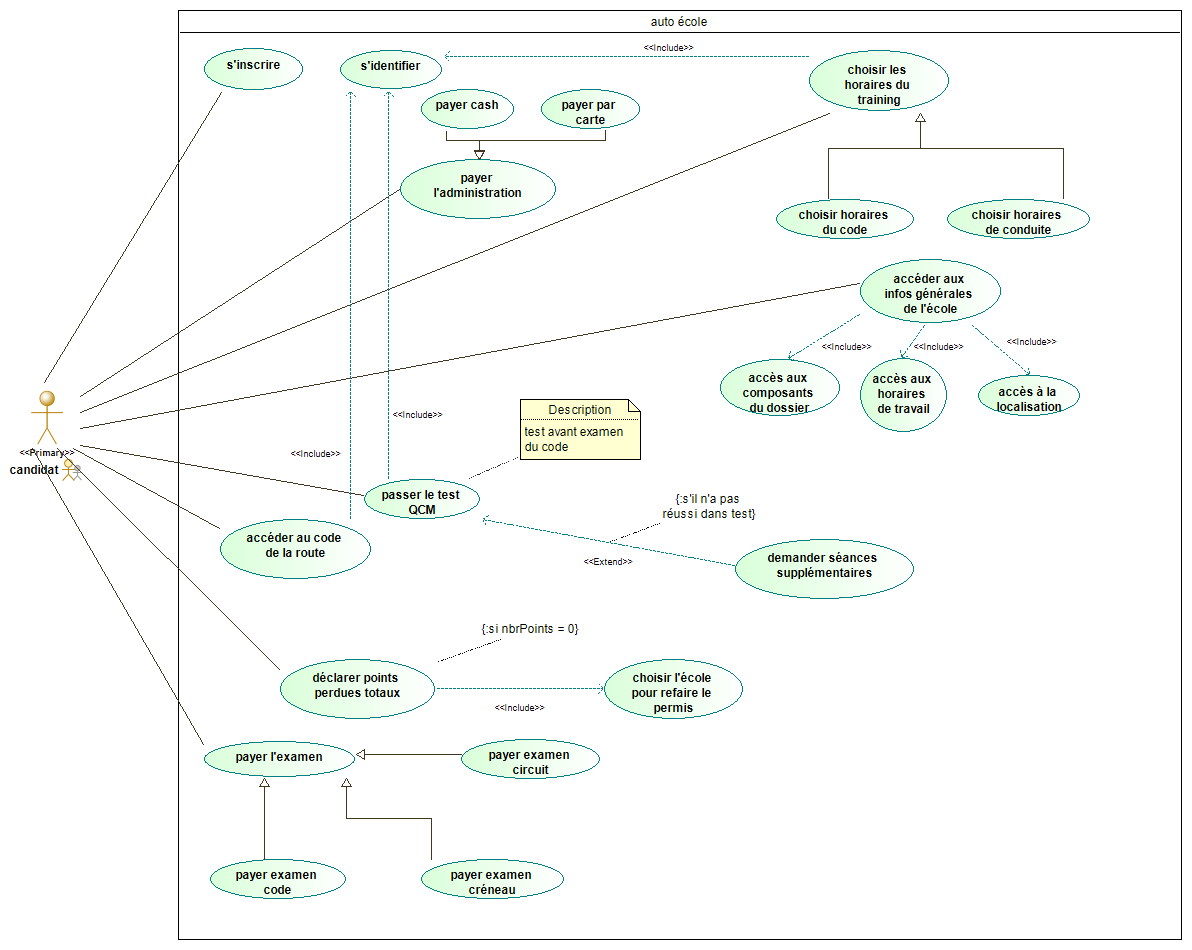 auto école
s'inscrire
s'identifier
<<Include>>
choisir les
horaires du
training
payer cash
payer par
carte
payer
l'administration
choisir horaires
du code
choisir horaires
de conduite
accéder aux
infos générales
de l'école
<<Include>>
<<Include>>
<<Include>>
accès aux
composants
du dossier
accès aux
horaires
de travail
accès à la
localisation
<<Include>>
<<Include>>
Description
test avant examen
du code
<<Primary>>
candidat
passer le test
QCM
{:s'il n'a pas
réussi dans test}
accéder au code
de la route
<<Extend>>
demander séances
supplémentaires
{:si nbrPoints = 0}
déclarer points
perdues totaux
<<Include>>
choisir l'école
pour refaire le
permis
payer l'examen
payer examen
circuit
payer examen
code
payer examen
créneau